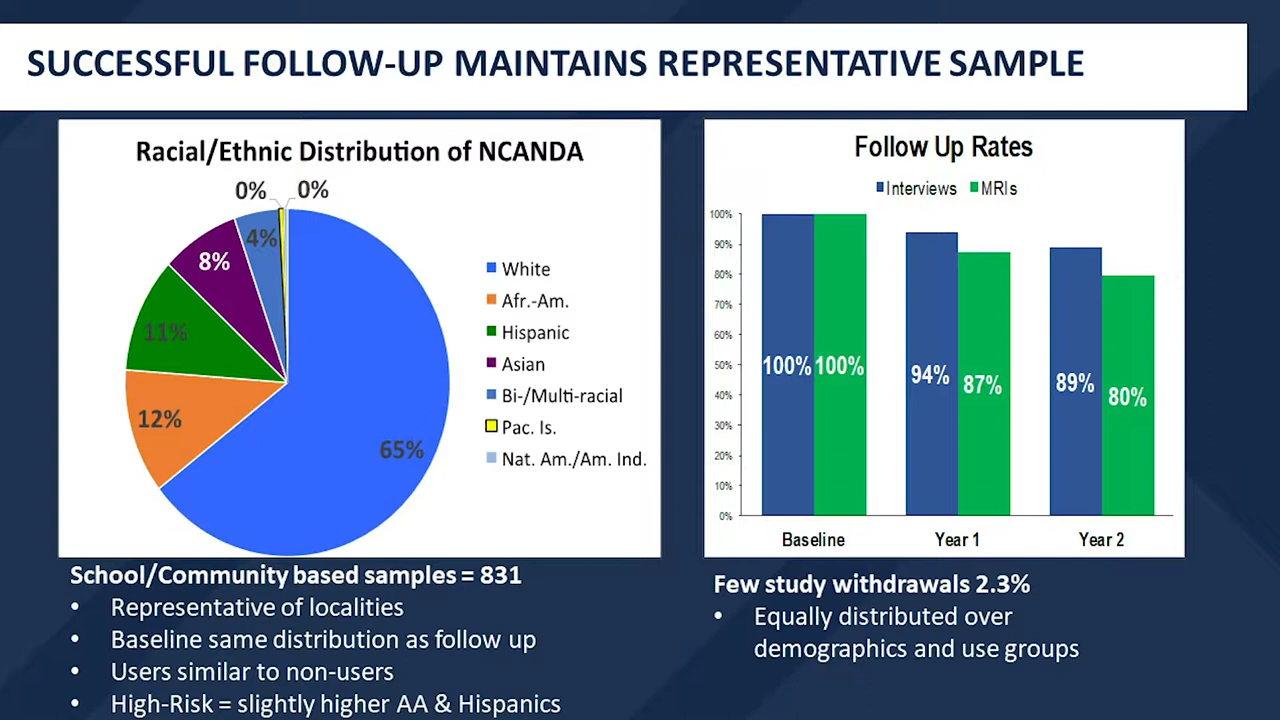 SUCCESSFUL FOLLOW-UP MAINTAINS REPRESENTATIVE SAMPLE
Racial/Ethnic Distribution of NCANDA
0%
0%
4%
8%
11%
12%
65%
White
Afr.-Am.
Hispanic
Asian
Bi-/Multi-racial
Pac. Is.
Nat. Am./Am. Ind.
School/Community based samples = 831
• Representative of localities
• Baseline same distribution as follow up
• Users similar to non-users
• High-Risk = slightly higher AA & Hispanics
Follow Up Rates
Interviews MRIs
100%
90%
80%
70%
60%
50%
40%
30%
20%
10%
0%
100% 100%
94% 87%
89% 80%
Baseline Year 1 Year 2
Few study withdrawals 2.3%
• Equally distributed over
demographics and use groups